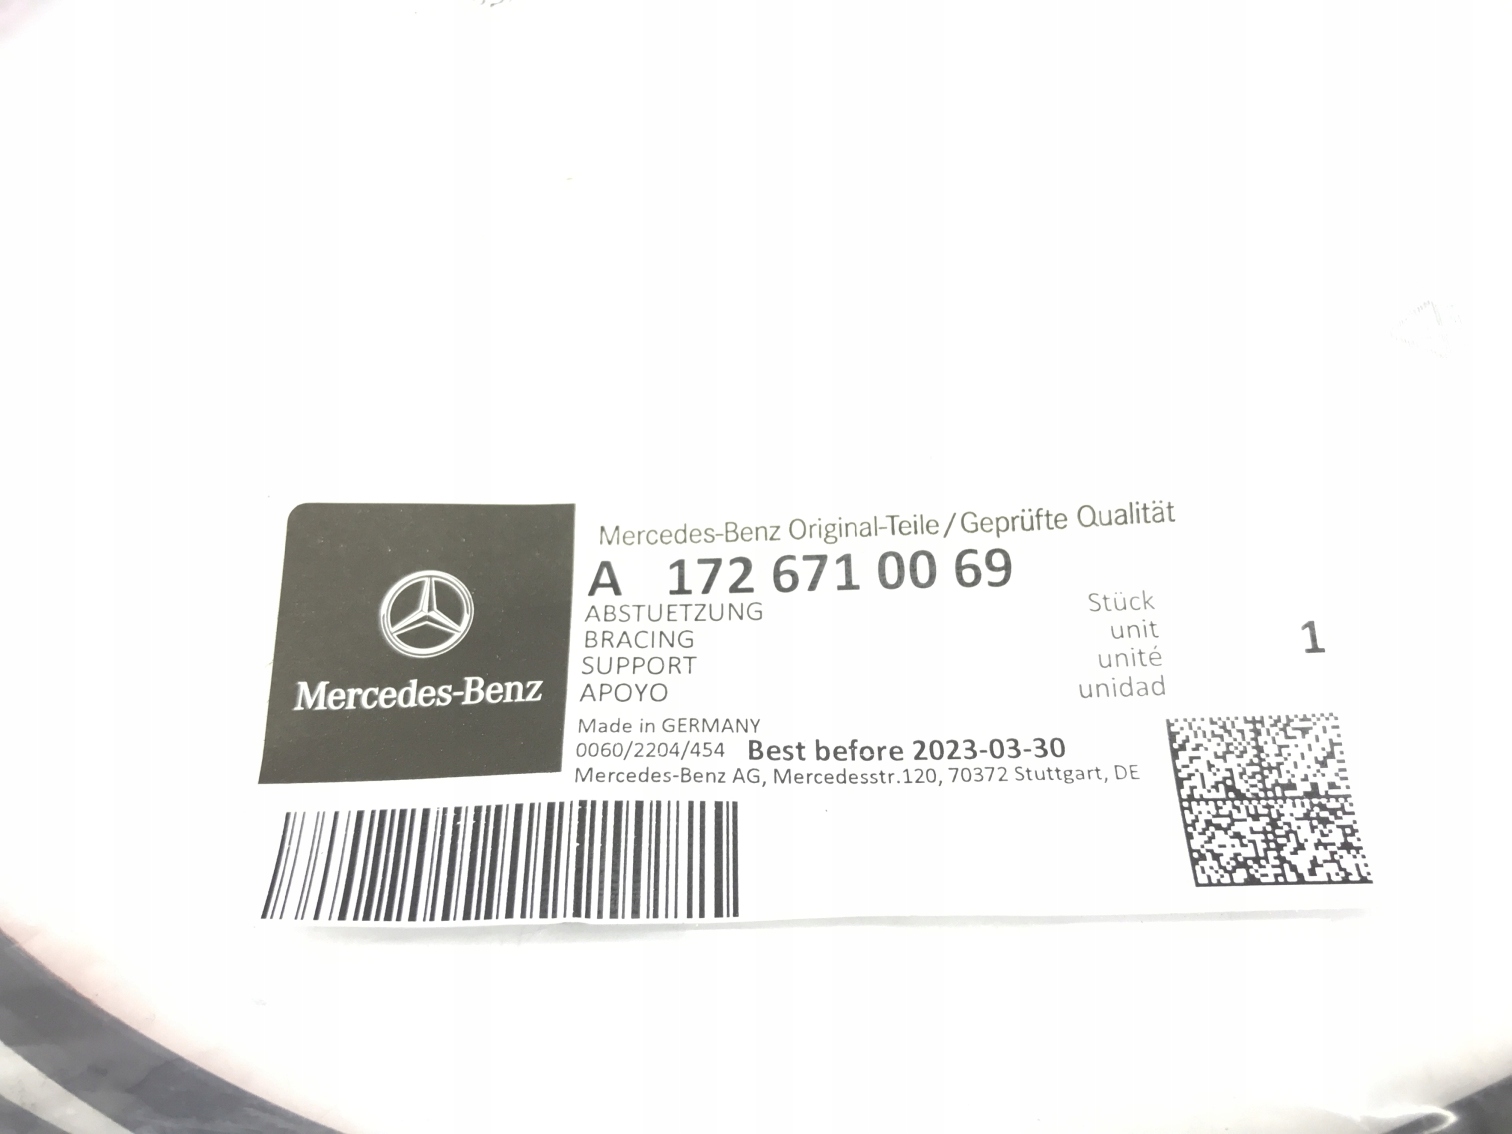 Mercedes-Benz
Mercedes-Benz Original-Teile/Geprüfte Qualität
A 172 671 00 69
ABSTUETZUNG
BRACING
SUPPORT
APOYO
Stück
unit
unité
unidad
1
Made in GERMANY
0060/2204/454 Best before 2023-03-30
Mercedes-Benz AG, Mercedesstr.120, 70372 Stuttgart, DE